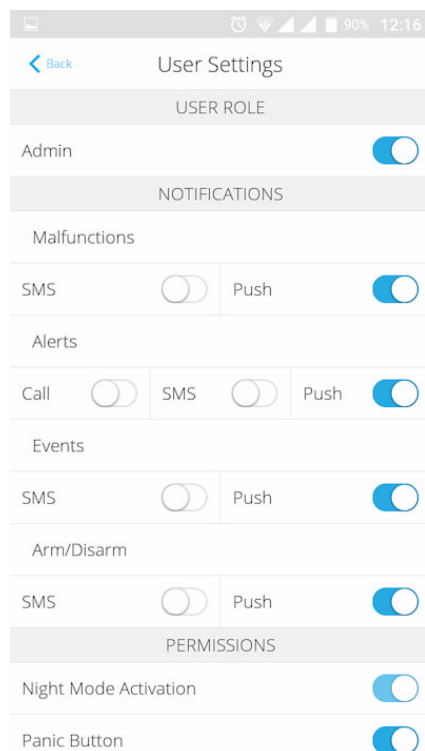 90% 12:16
Back User Settings
USER ROLE
Admin
NOTIFICATIONS
Malfunctions
SMS Push
Alerts
Call SMS Push
Events
SMS Push
Arm/Disarm
SMS Push
PERMISSIONS
Night Mode Activation
Panic Button